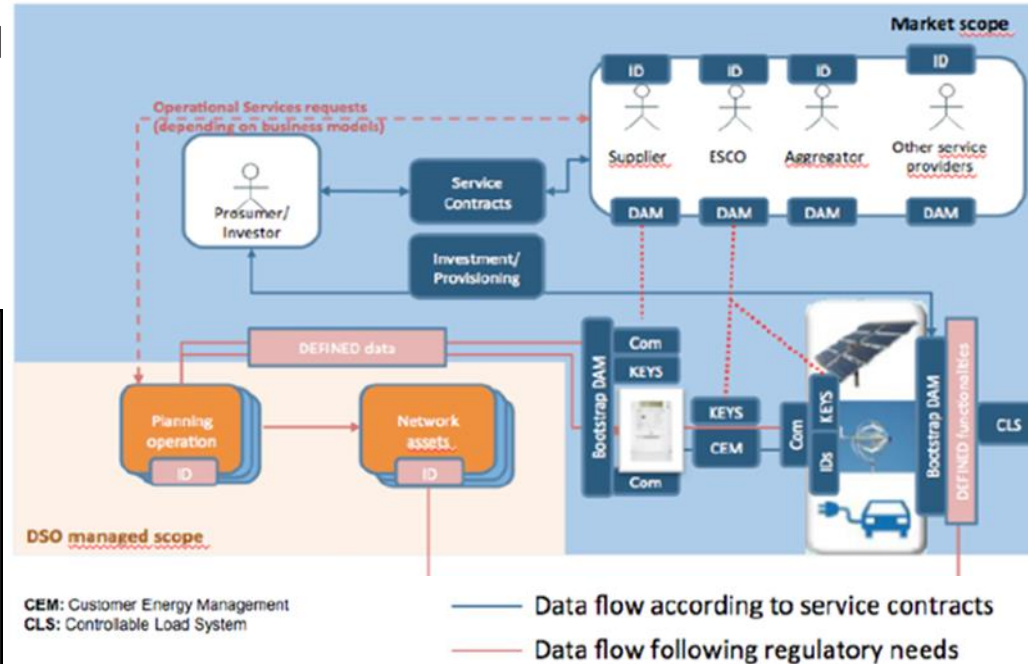 Market scope
ID
ID
ID
ID
Operational Services requests
(depending on business models)
Supplier
ESCO
Aggregator
Other service
providers
Prosumer/
Investor
Service
Contracts
DAM
DAM
DAM
DAM
Investment/
Provisioning
DEFINED data
Bootstrap DAM
Com
KEYS
Com
KEYS
CEM
Com
KEYS
IDs
Bootstrap DAM
DEFINED functionalities
CLS
Planning
operation
ID
Network
assets
ID
DSO managed scope
CEM: Customer Energy Management
CLS: Controllable Load System
Data flow according to service contracts
Data flow following regulatory needs